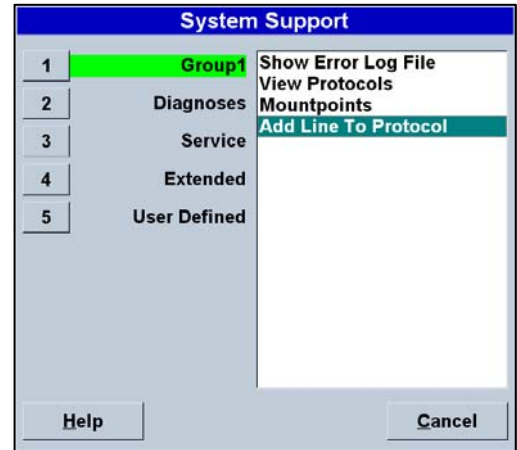 System Support
1 Group1
2 Diagnoses
3 Service
4 Extended
5 User Defined
Show Error Log File
View Protocols
Mountpoints
Add Line To Protocol
Help
Cancel